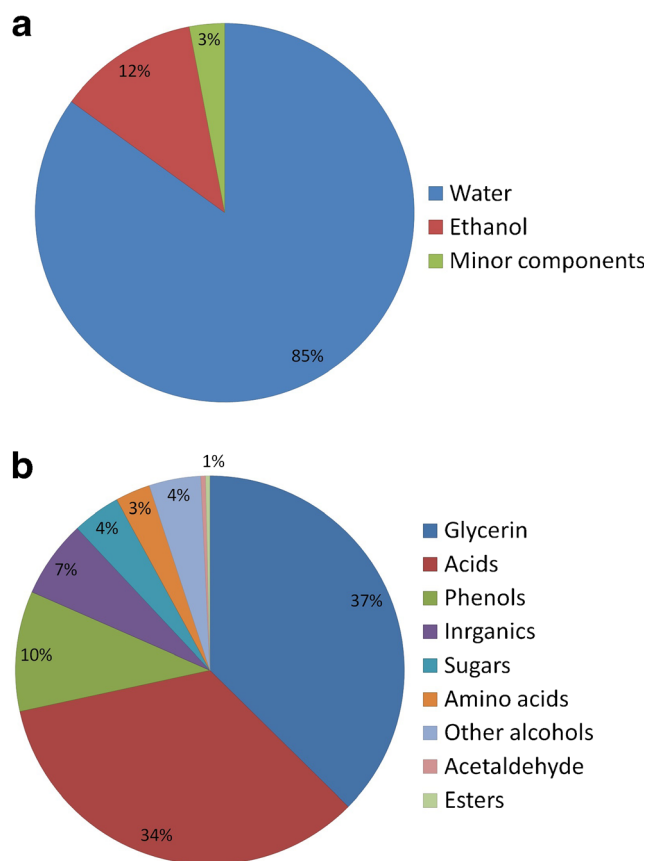 a
3%
12%
85%
Water
Ethanol
Minor components
b
1%
4%
3%
4%
7%
10%
34%
37%
Glycerin
Acids
Phenols
Inrganics
Sugars
Amino acids
Other alcohols
Acetaldehyde
Esters